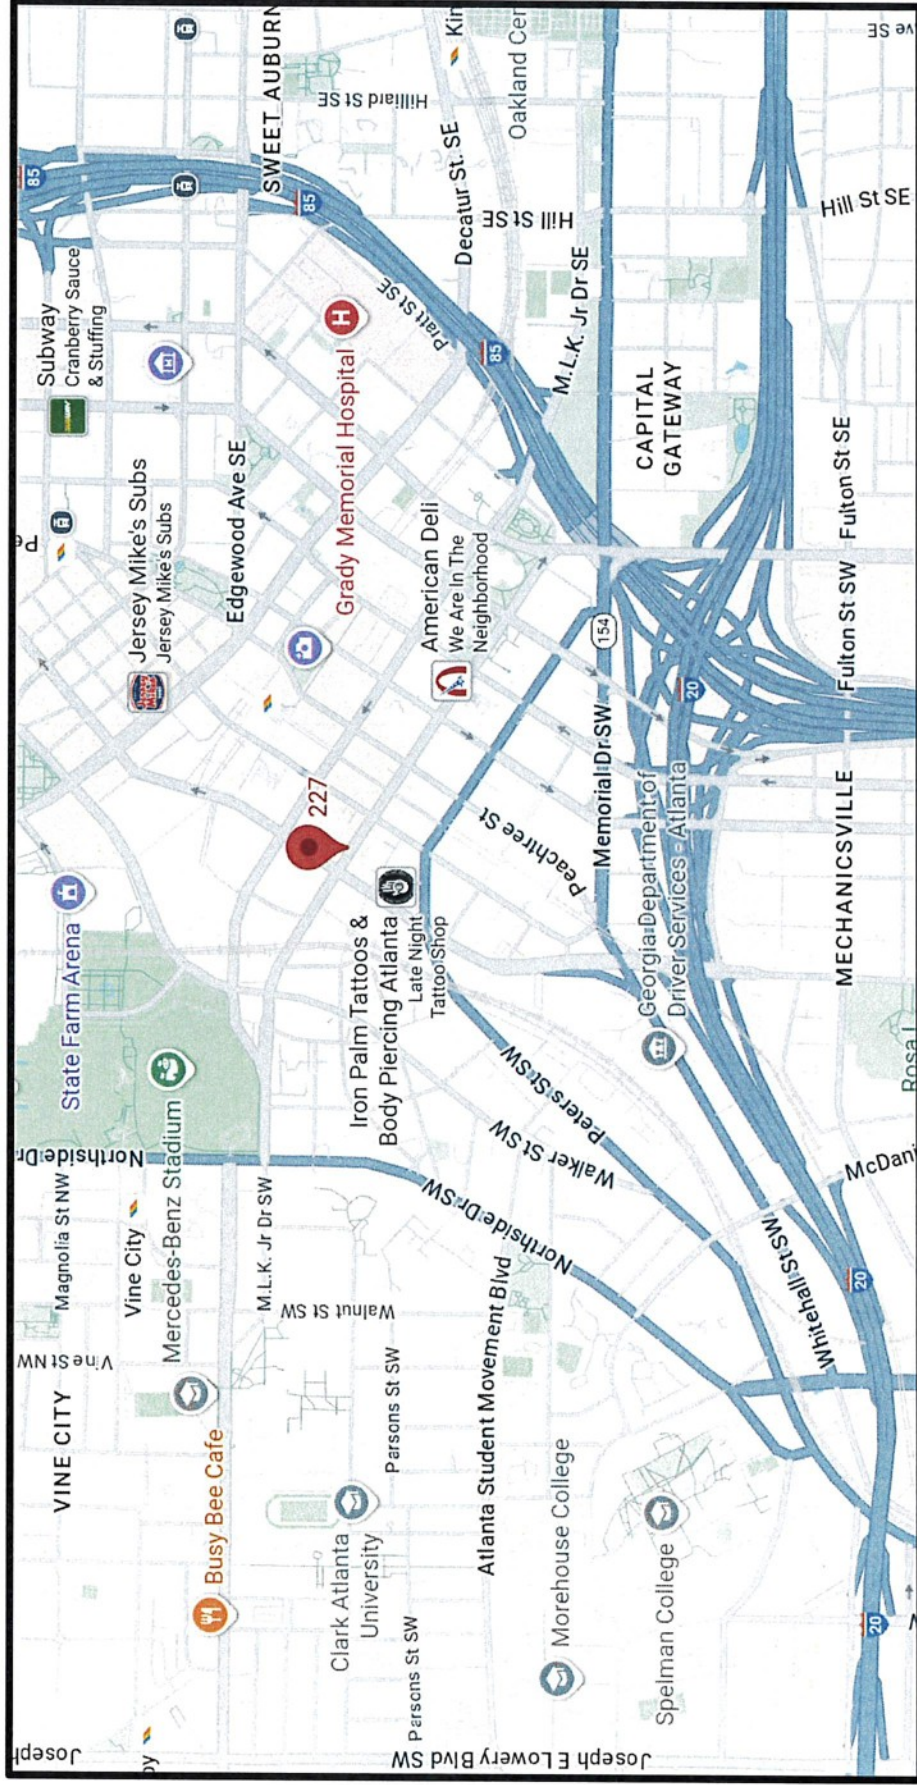 Joseph
Vine St NW
VINE CITY
Magnolia St NW
Northside Dr
State Farm Arena
Vine City
Mercedes-Benz Stadium
Busy Bee Cafe
M.L.K. Jr Dr SW
Walnut St SW
Clark Atlanta
University
Parsons St SW
Parsons St SW
Joseph E Lowery Blvd SW
Atlanta Student Movement Blvd
Morehouse College
Spelman College
Northside Dr SW
Walker St SW
Peters St SW
Whitehall St SW
McDani
20
20
20
Iron Palm Tattoos &
Body Piercing Atlanta
Late Night
Tattoo Shop
227
Jersey Mike's Subs
Jersey Mike's Subs
Subway
Cranberry Sauce
& Stuffing
Pe
Edgewood Ave SE
Grady Memorial Hospital
H
American Deli
We Are In The
Neighborhood
Peachtree St
Memorial Dr SW
154
Georgia Department of
Driver Services - Atlanta
MECHANICSVILLE
Fulton St SW
Fulton St SE
CAPITAL
GATEWAY
M.L.K. Jr Dr SE
Pratt St SE
Decatur St. SE
Hill St SE
Hill St SE
Hilliard St SE
SWEET AUBURN
Oakland Cer
Kin
85
85
85
ve SE
Rosa L